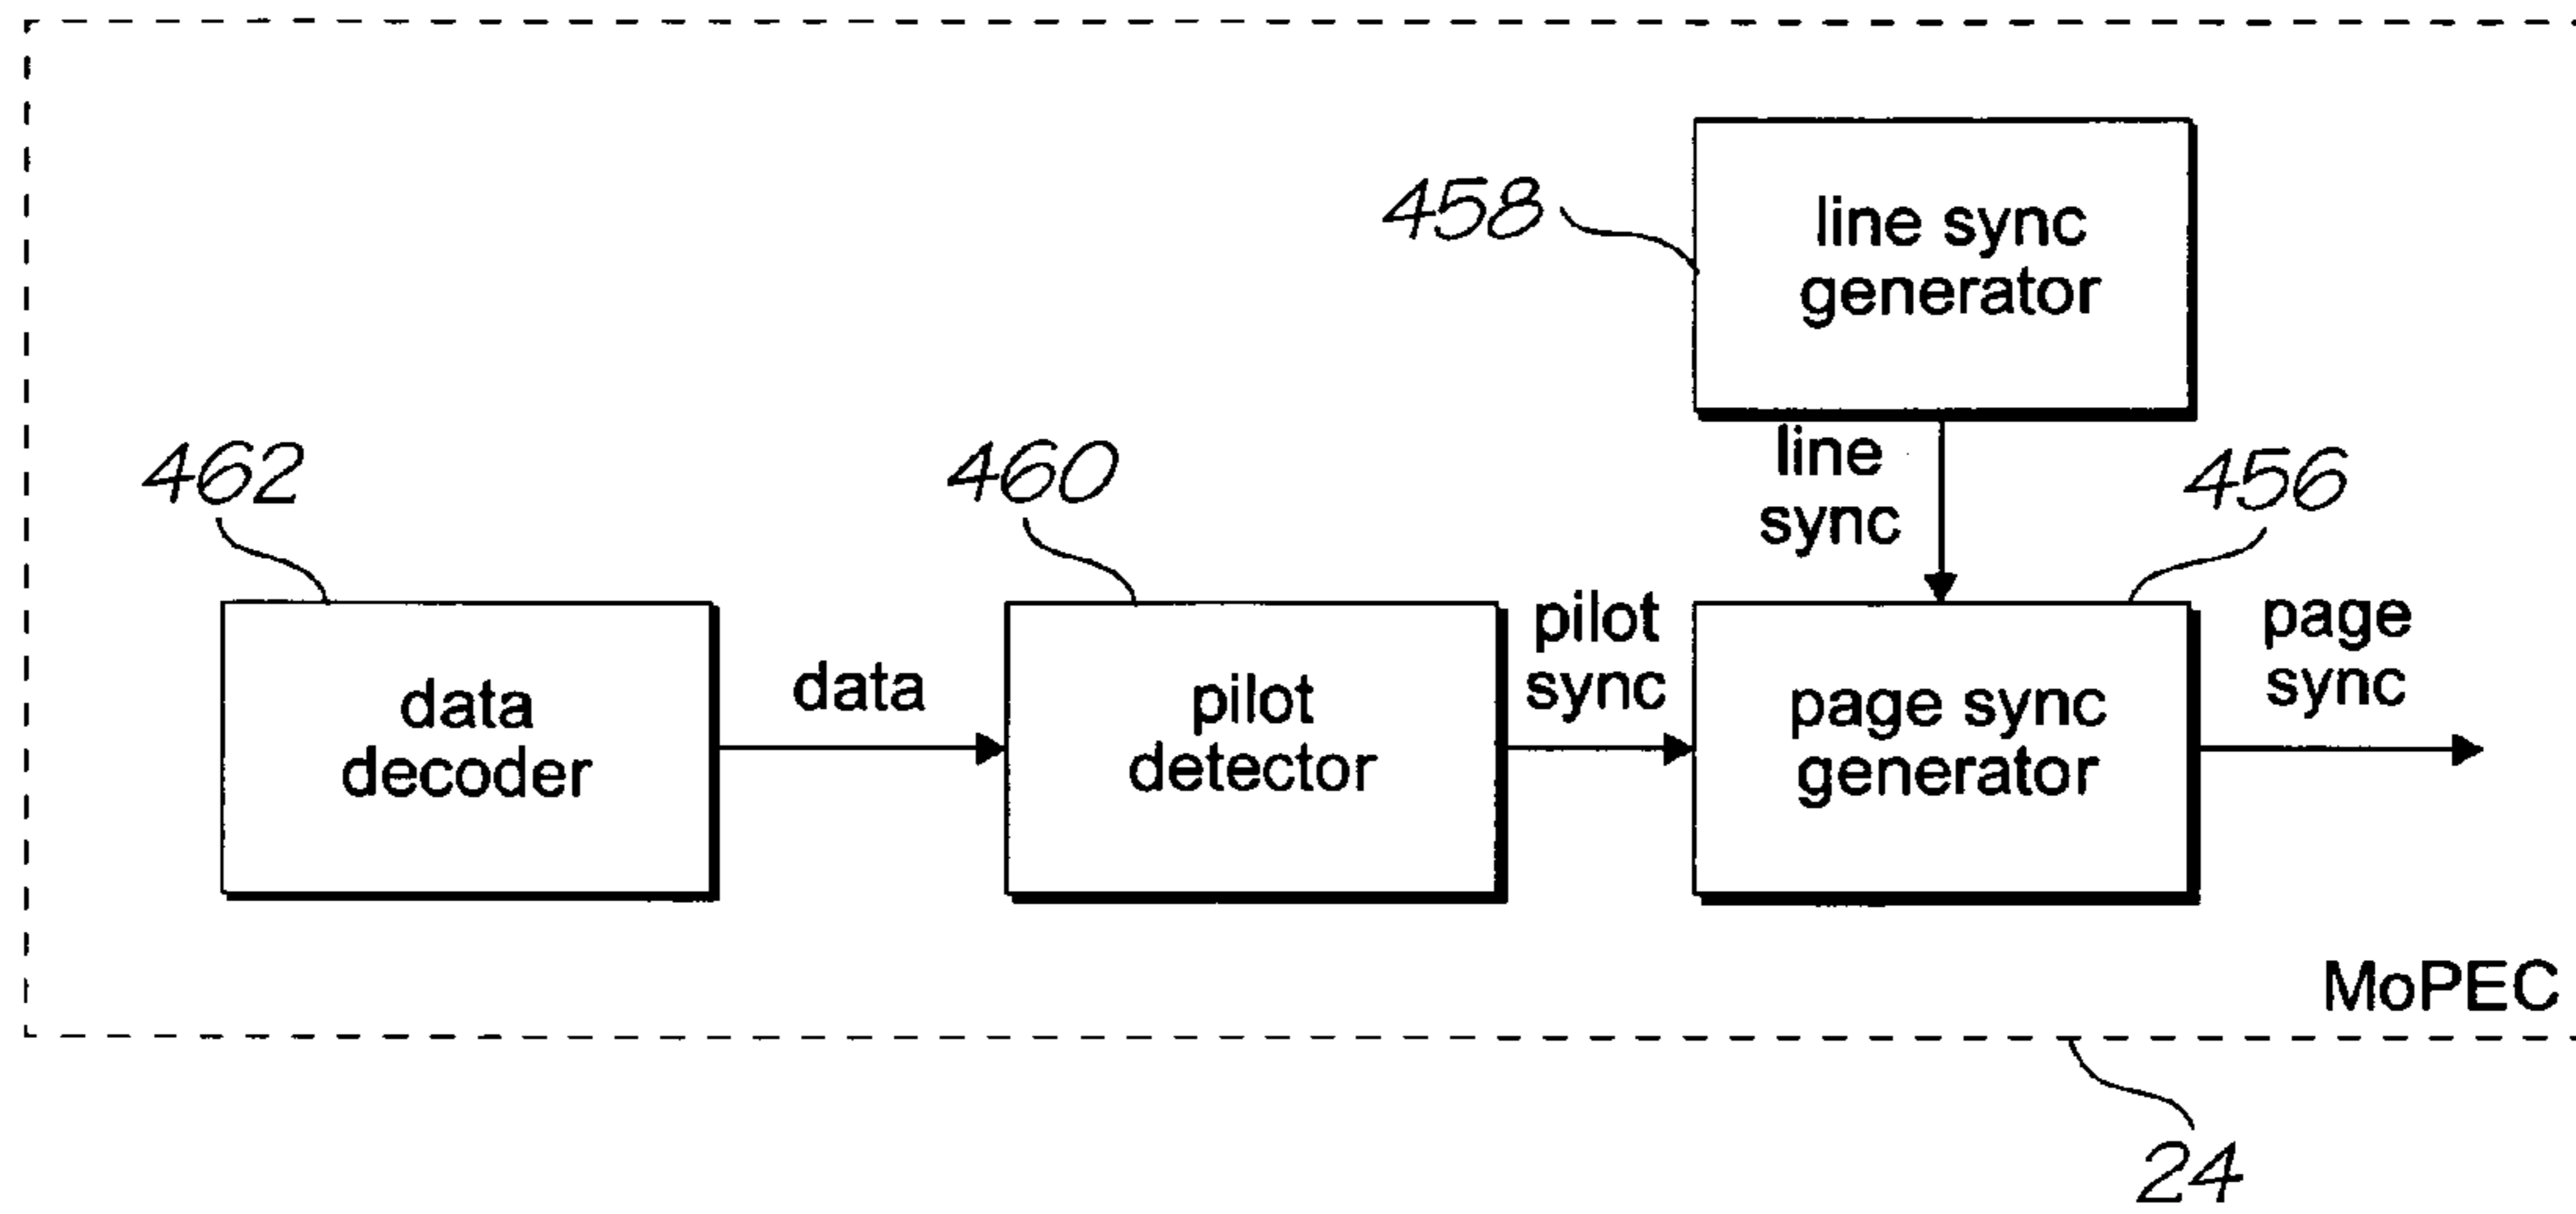 458
line sync
generator
line
sync
462
460
456
data
decoder
data
pilot
detector
pilot
sync
page sync
generator
page
sync
MoPEC
24